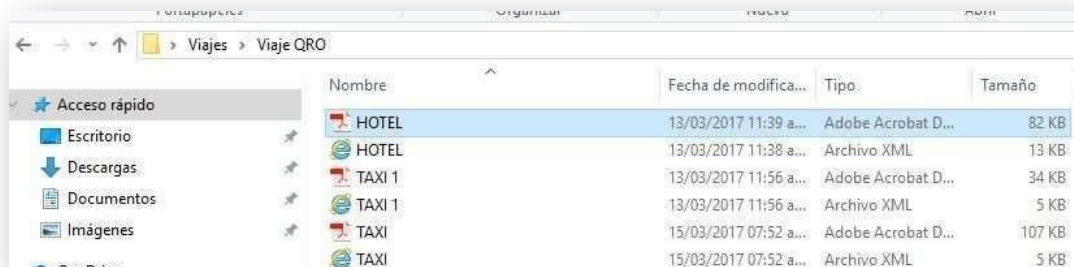 Portapapeles Organizar Nuevo Abrir
Viajes > Viaje QRO
Nombre Fecha de modifica... Tipo Tamaño
Acceso rápido
HOTEL 13/03/2017 11:39 a... Adobe Acrobat D... 82 KB
Escritorio
HOTEL 13/03/2017 11:38 a... Archivo XML 13 KB
Descargas
TAXI 1 13/03/2017 11:56 a... Adobe Acrobat D... 34 KB
Documentos
TAXI 1 13/03/2017 11:56 a... Archivo XML 5 KB
Imágenes
TAXI 15/03/2017 07:52 a... Adobe Acrobat D... 107 KB
TAXI 15/03/2017 07:52 a... Archivo XML 5 KB